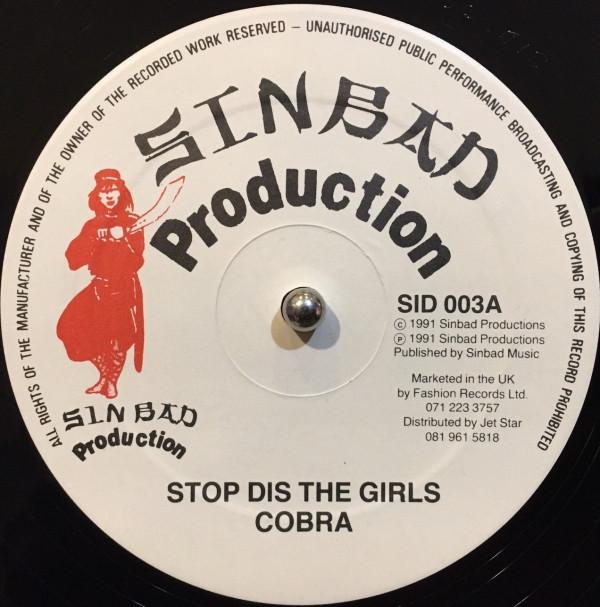 ALL RIGHTS OF THE MANUFACTURER AND OF THE OWNER OF THE RECORDED WORK RESERVED – UNAUTHORISED PUBLIC PERFORMANCE BROADCASTING AND COPYING OF THIS RECORD PROHIBITED
SINBAD
Production
SID 003A
© 1991 Sinbad Productions
℗ 1991 Sinbad Productions
Published by Sinbad Music
Marketed in the UK
by Fashion Records Ltd.
071 223 3757
Distributed by Jet Star
081 961 5818
SINBAD
Production
STOP DIS THE GIRLS
COBRA